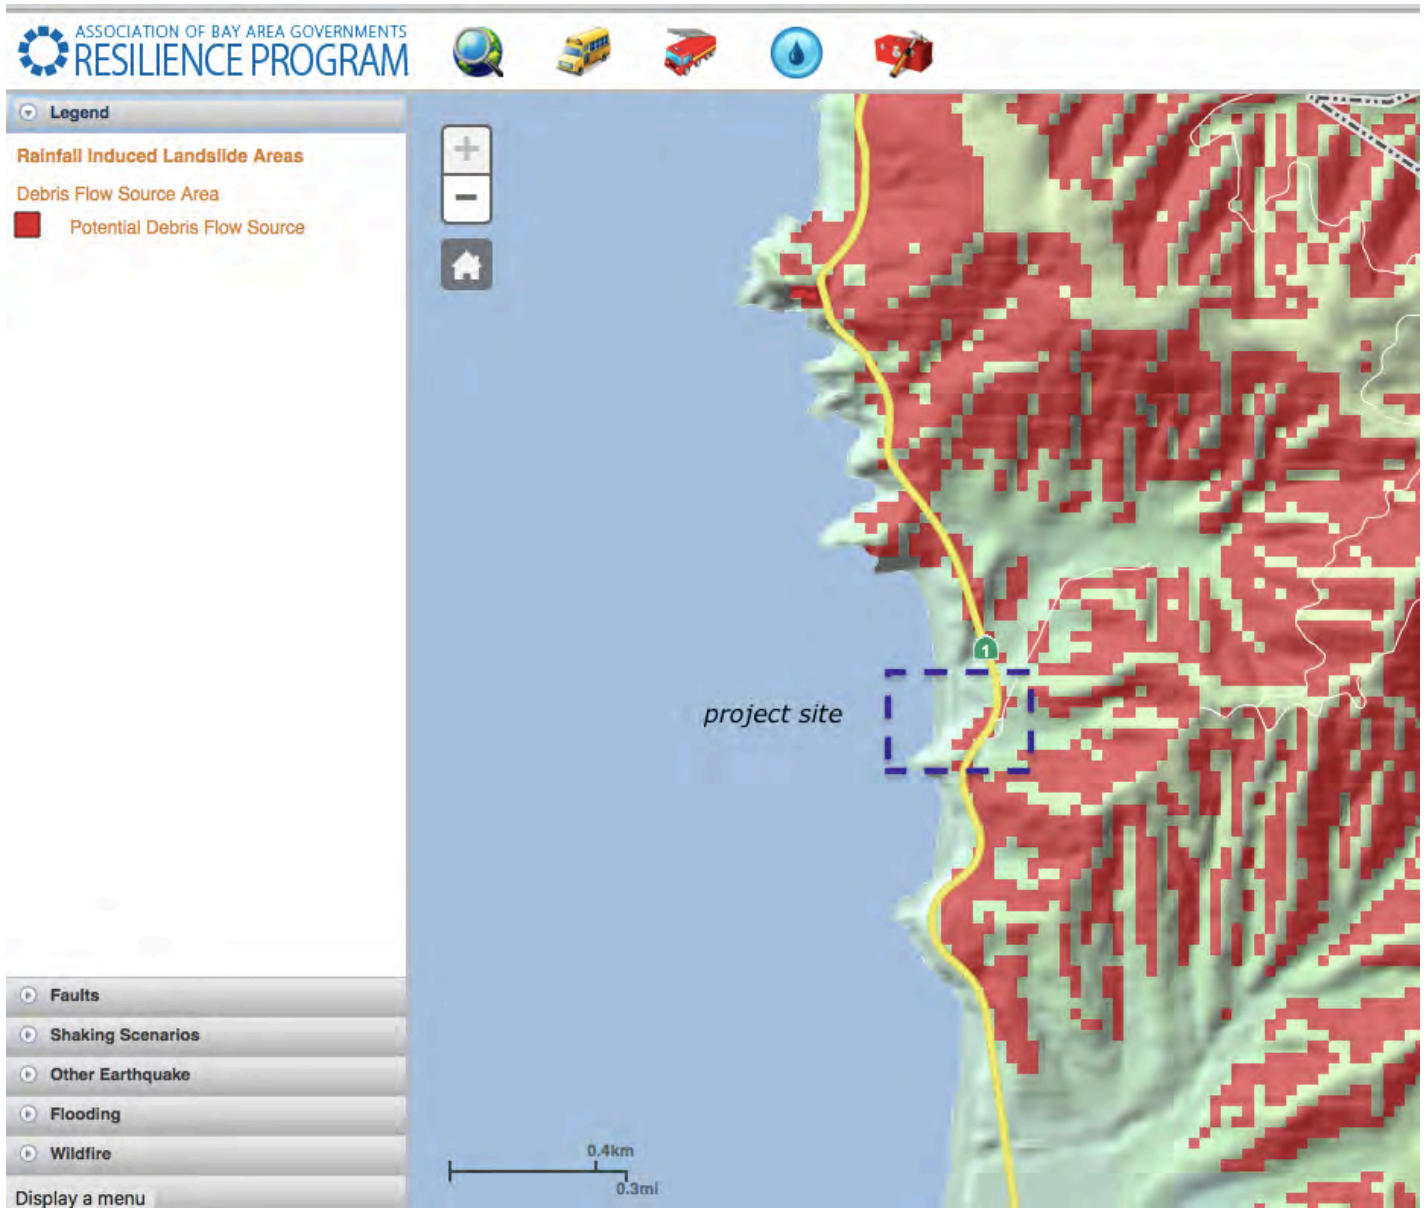 ASSOCIATION OF BAY AREA GOVERNMENTS
RESILIENCE PROGRAM
Legend
Rainfall Induced Landslide Areas
Debris Flow Source Area
Potential Debris Flow Source
+
−
1
project site
Faults
Shaking Scenarios
Other Earthquake
Flooding
Wildfire
Display a menu
0.4km
0.3mi